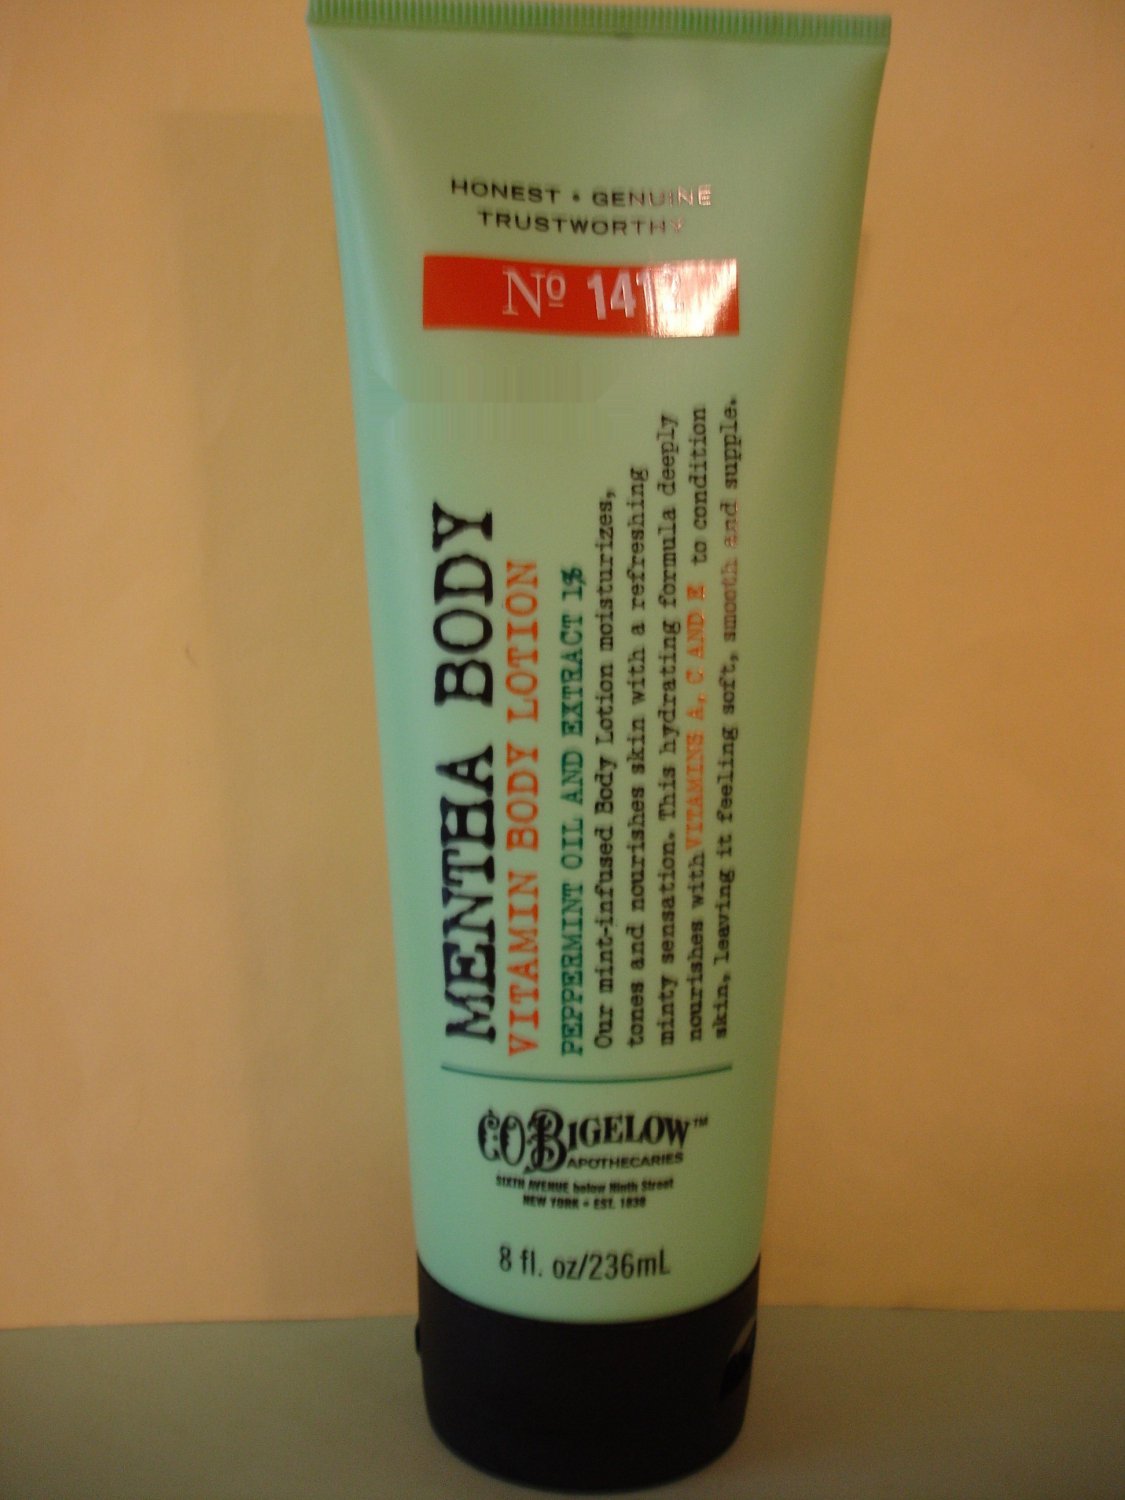 HONEST • GENUINE
TRUSTWORTHY
Nº 141
MENTHA BODY
VITAMIN BODY LOTION
PEPPERMINT OIL AND EXTRACT 1%
Our mint-infused Body Lotion moisturizes,
tones and nourishes skin with a refreshing
minty sensation. This hydrating formula deeply
nourishes with VITAMINS A, C AND E to condition
skin, leaving it feeling soft, smooth and supple.
C.O. BIGELOW™
APOTHECARIES
SIXTH AVENUE below Ninth Street
NEW YORK • EST. 1838
8 fl. oz/236mL